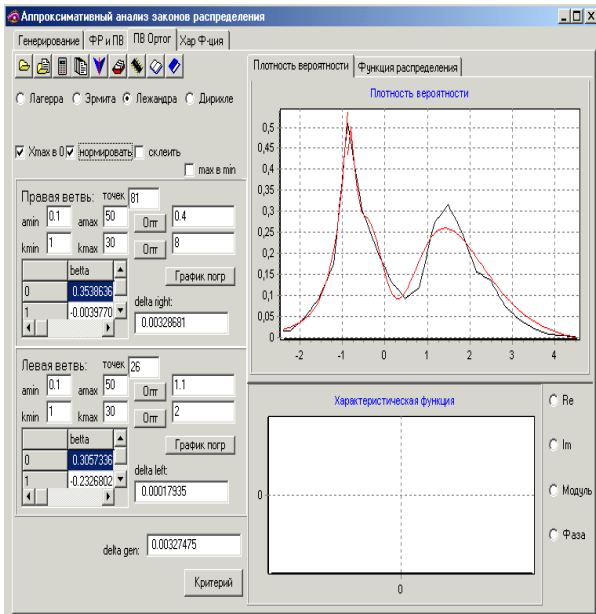 Аппроксимативный анализ законов распределения
Генерирование ФР и ПВ ПВ Ортог Хар Ф-ция
Лагерра Эрмита Лежандра Дирихле
Xmax в 0 нормировать склеить
max в min
Правая ветвь: точек 81
amin 0.1 amax 50 Опт 0.4
kmin 1 kmax 30 Опт 8
betta
0 0.3538636
1 -0.0039770
График погр
delta right:
0.00328681
Левая ветвь: точек 26
amin 0.1 amax 50 Опт 1.1
kmin 1 kmax 30 Опт 2
betta
0 0.3057336
1 -0.2326802
График погр
delta left:
0.00017935
delta gen: 0.00327475
Критерий
Плотность вероятности Функция распределения
Плотность вероятности
0,5
0,45
0,4
0,35
0,3
0,25
0,2
0,15
0,1
0,05
0
-2 -1 0 1 2 3 4
Характеристическая функция
0
0
Re
Im
Модуль
Фаза